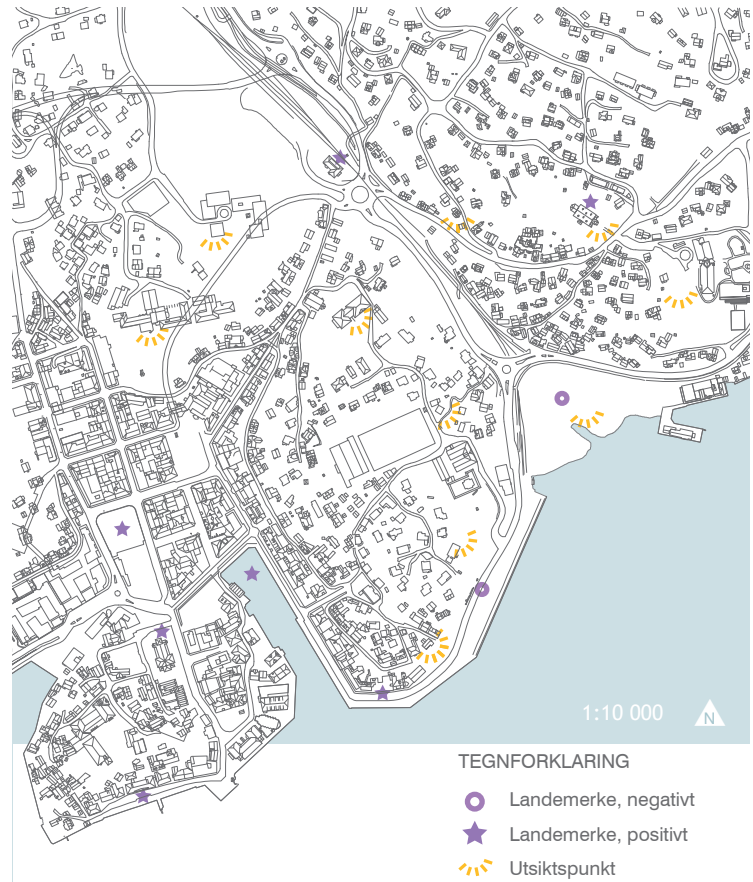 1:10 000
N
TEGNFORKLARING
Landemerke, negativt
Landemerke, positivt
Utsiktspunkt